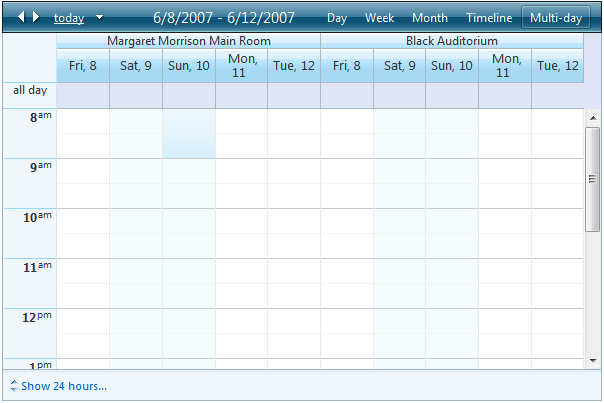 today 6/8/2007 - 6/12/2007 Day Week Month Timeline Multi-day
Margaret Morrison Main Room Black Auditorium
Fri, 8 Sat, 9 Sun, 10 Mon, 11 Tue, 12 Fri, 8 Sat, 9 Sun, 10 Mon, 11 Tue, 12
all day
8am
9am
10am
11am
12pm
1pm
Show 24 hours...